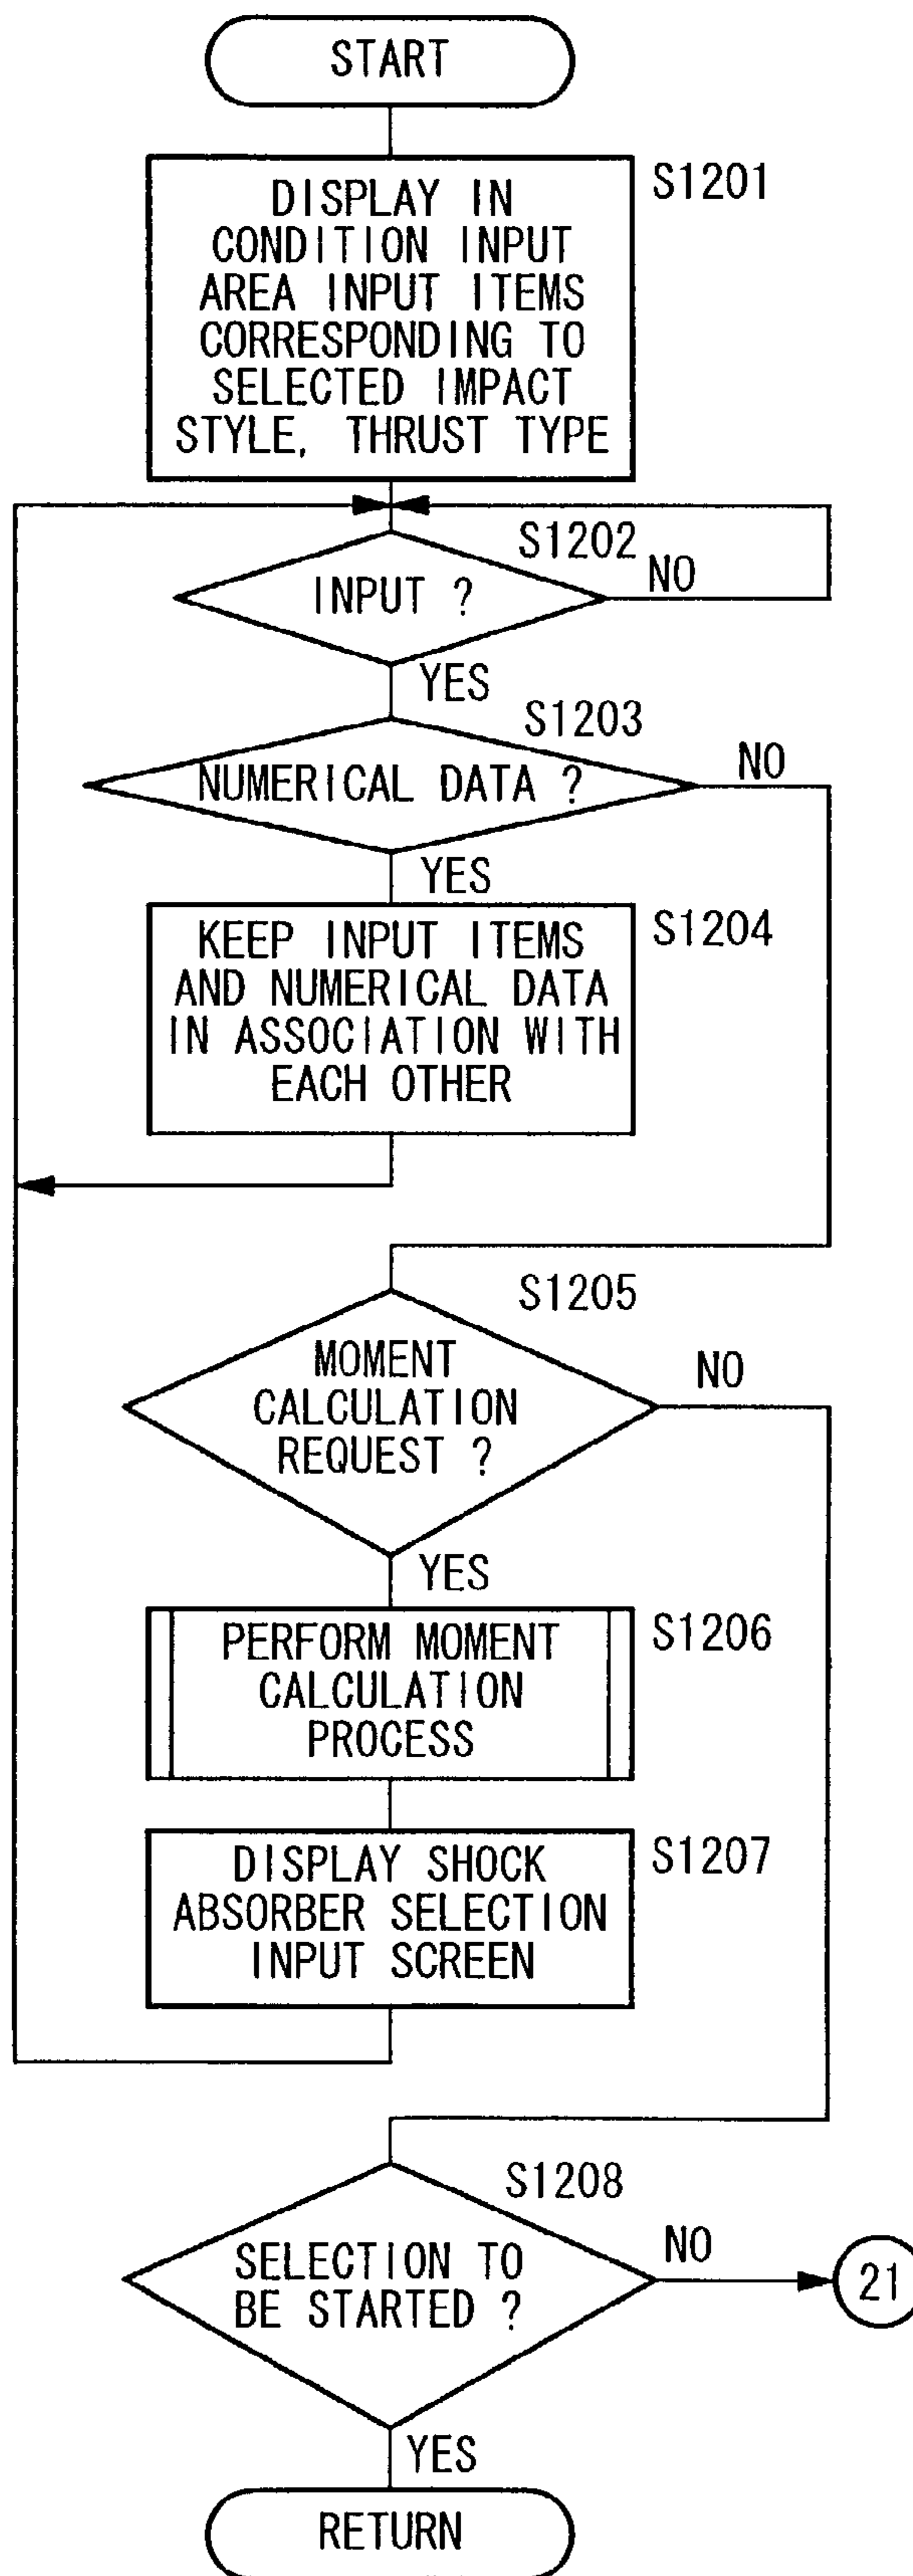 START
S1201
DISPLAY IN
CONDITION INPUT
AREA INPUT ITEMS
CORRESPONDING TO
SELECTED IMPACT
STYLE, THRUST TYPE
S1202
INPUT ?
NO
YES
S1203
NUMERICAL DATA ?
NO
YES
S1204
KEEP INPUT ITEMS
AND NUMERICAL DATA
IN ASSOCIATION WITH
EACH OTHER
S1205
MOMENT
CALCULATION
REQUEST ?
NO
YES
S1206
PERFORM MOMENT
CALCULATION
PROCESS
S1207
DISPLAY SHOCK
ABSORBER SELECTION
INPUT SCREEN
S1208
SELECTION TO
BE STARTED ?
NO
21
YES
RETURN